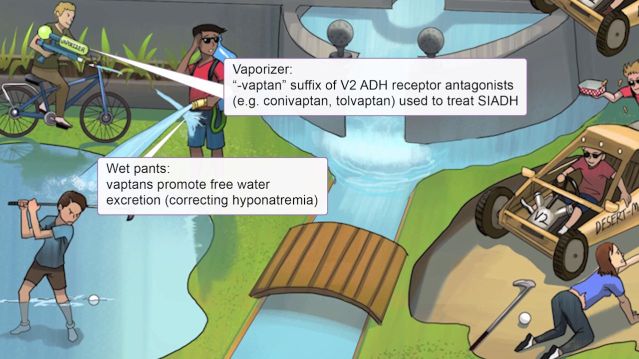 VAPORIZER
Vaporizer:
“-vaptan” suffix of V2 ADH receptor antagonists
(e.g. conivaptan, tolvaptan) used to treat SIADH
Wet pants:
vaptans promote free water
excretion (correcting hyponatremia)
V2
DESERT-M